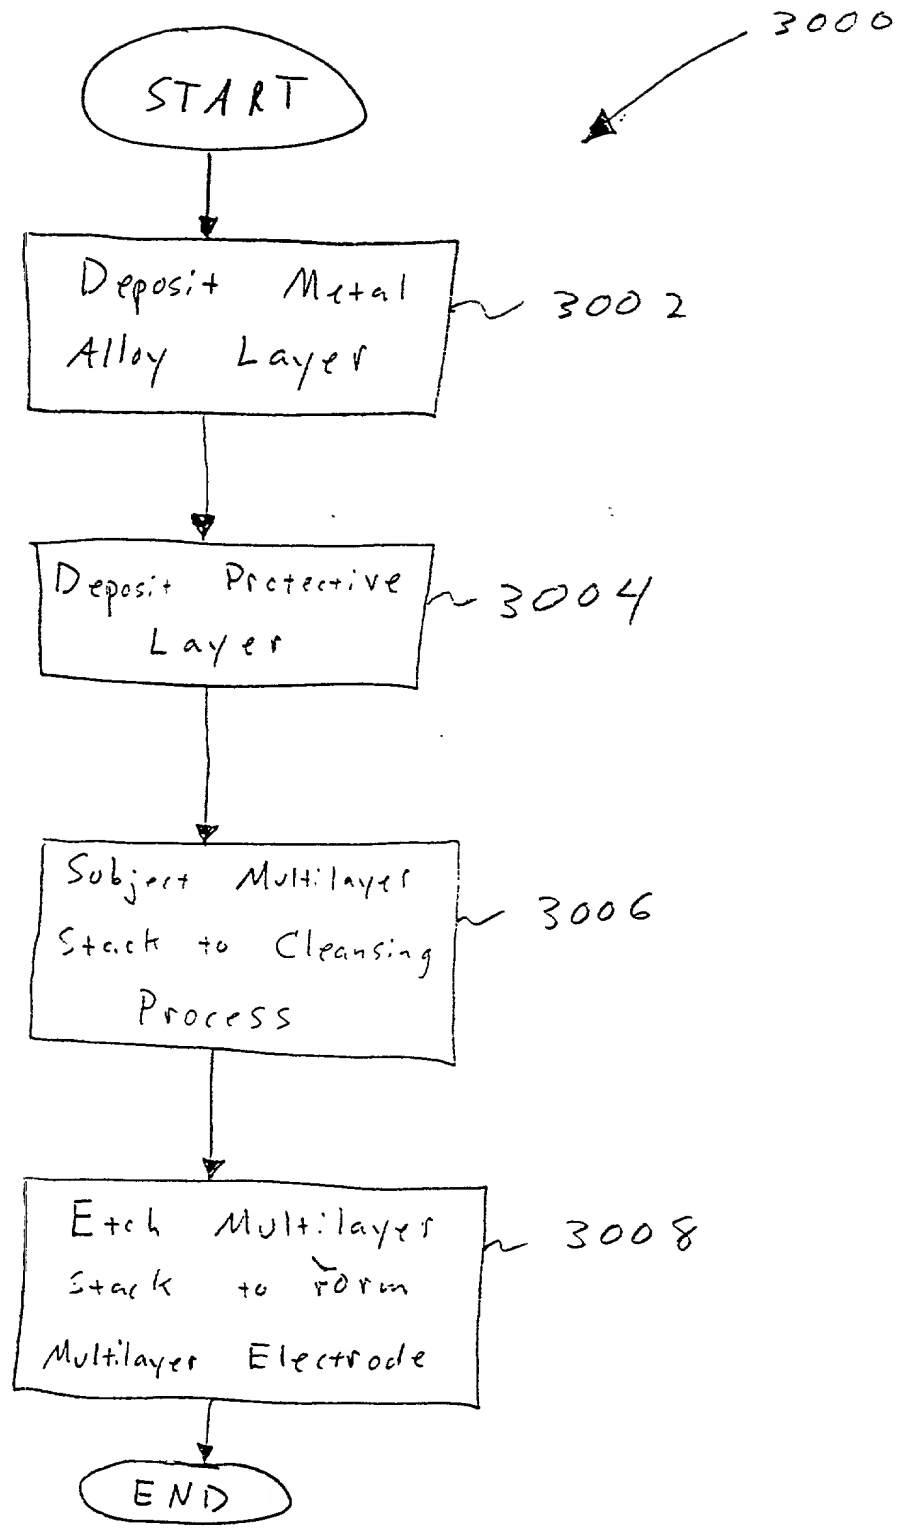 3000
START
Deposit Metal
Alloy Layer
3002
Deposit Protective
Layer
3004
Subject Multilayer
Stack to Cleansing
Process
3006
Etch Multilayer
Stack to Form
Multilayer Electrode
3008
END